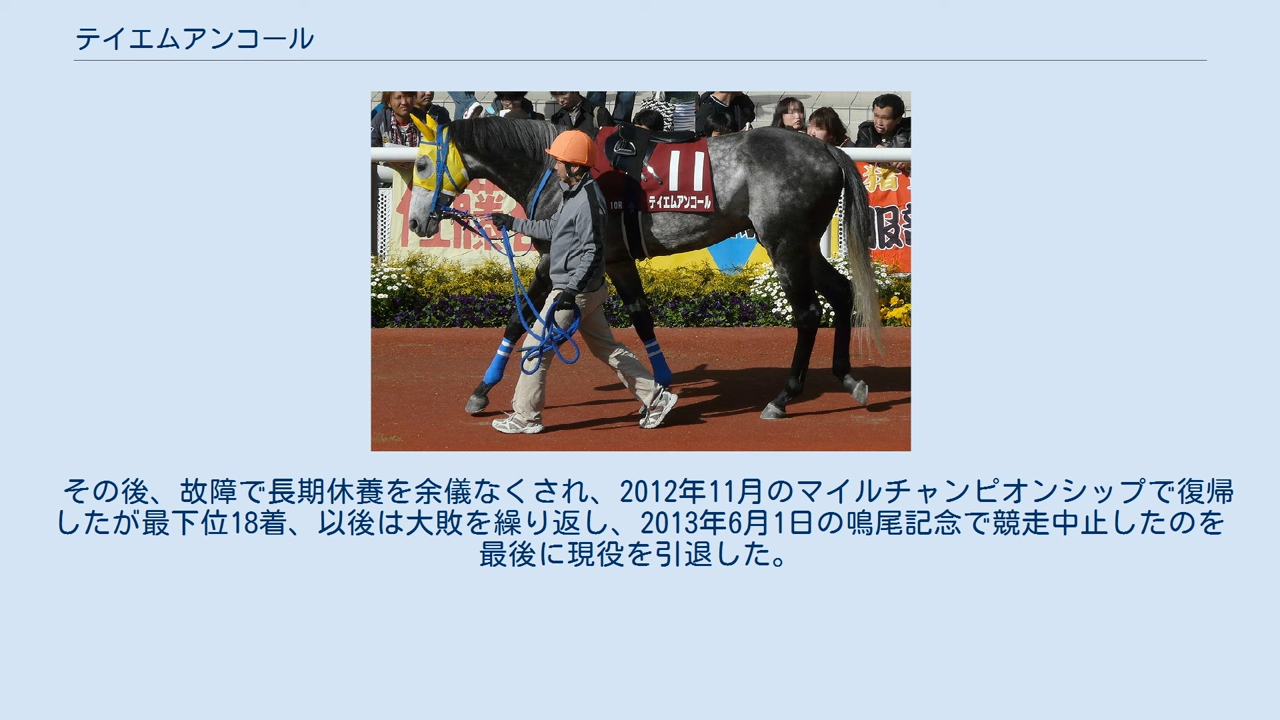 テイエムアンコール
11
テイエムアンコール
10R
その後、故障で長期休養を余儀なくされ、2012年11月のマイルチャンピオンシップで復帰
したが最下位18着、以後は大敗を繰り返し、2013年6月1日の鳴尾記念で競走中止したのを
最後に現役を引退した。